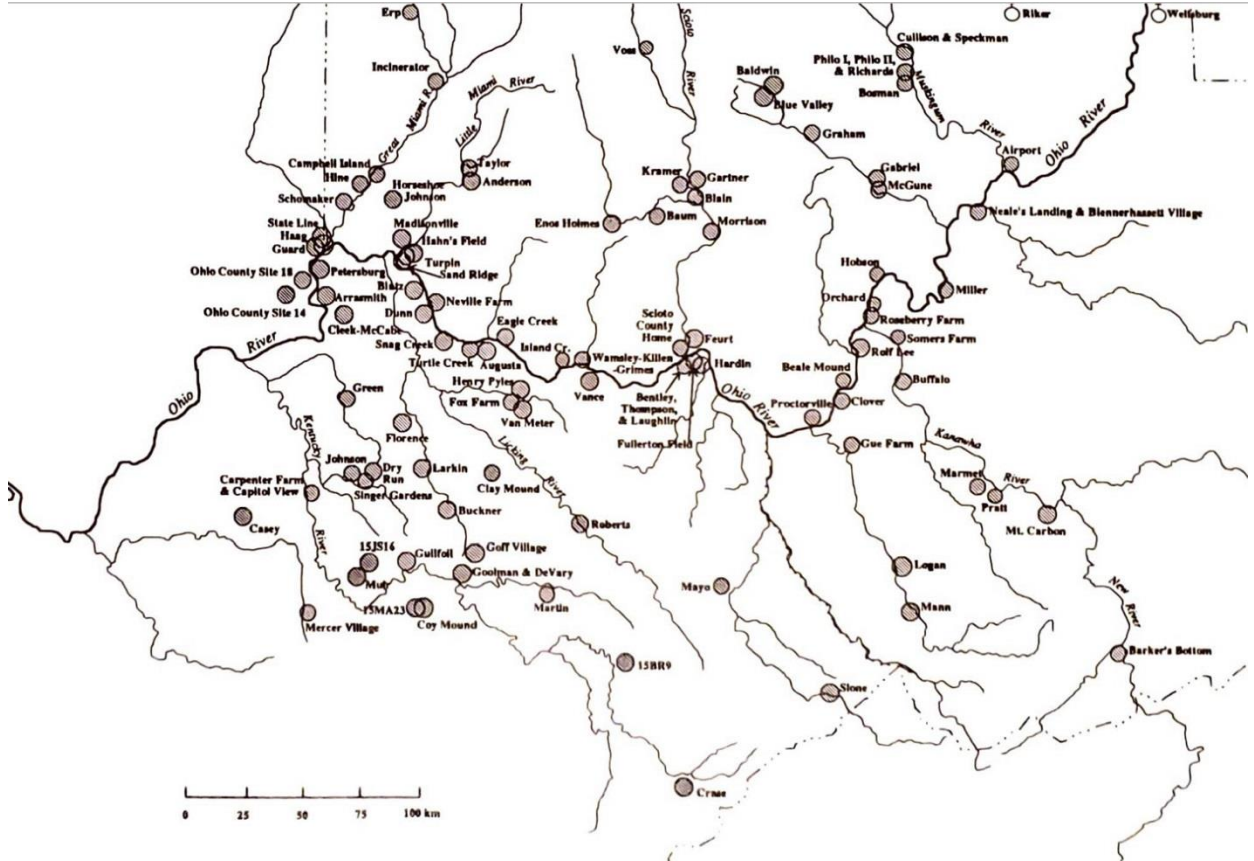 Erp
Scioto
River
Voss
Riker
Wellsburg
Cullison & Speckman
Philo I, Philo II,
& Richards
Bosman
Muskingum
River
Incinerator
Great
Miami R.
Little
Miami
River
Baldwin
Blue Valley
Graham
Airport
Ohio
River
Campbell Island
Hine
Schomaker
Horseshoe
Johnson
Taylor
Anderson
Kramer
Gartner
Blain
Baum
Enos Holmes
Morrison
Gabriel
McGune
Neale's Landing & Blennerhassett Village
State Line
Haag
Guard
Madisonville
Hahn's Field
Turpin
Sand Ridge
Petersburg
Ohio County Site 18
Ohio County Site 14
Arrasmith
Cleek-McCabe
Blatz
Dunn
Neville Farm
Hobson
Miller
Orchard
Roseberry Farm
Somers Farm
Rolf Lee
Buffalo
Snag Creek
Turtle Creek
Augusta
Eagle Creek
Island Cr.
Wamsley-Killen
-Grimes
Vance
Scioto
County
Home
Feurt
Hardin
Bentley,
Thompson,
& Laughlin
Fullerton Field
Ohio River
Beale Mound
Clover
Proctorville
Gue Farm
Kanawha
River
Marmet
Pratt
Mt. Carbon
Ohio
River
Green
Henry Pyles
Fox Farm
Van Meter
Florence
Kentucky
River
Licking
River
Johnson
Dry
Run
Singer Gardens
Carpenter Farm
& Capitol View
Casey
Larkin
Clay Mound
Buckner
Roberts
15JS16
Muir
Guilfoil
Goff Village
Goolman & DeVary
15MA23
Coy Mound
Martin
Mercer Village
Mayo
Logan
Mann
New
River
Barker's Bottom
15BR9
Slone
Crase
0 25 50 75 100 km